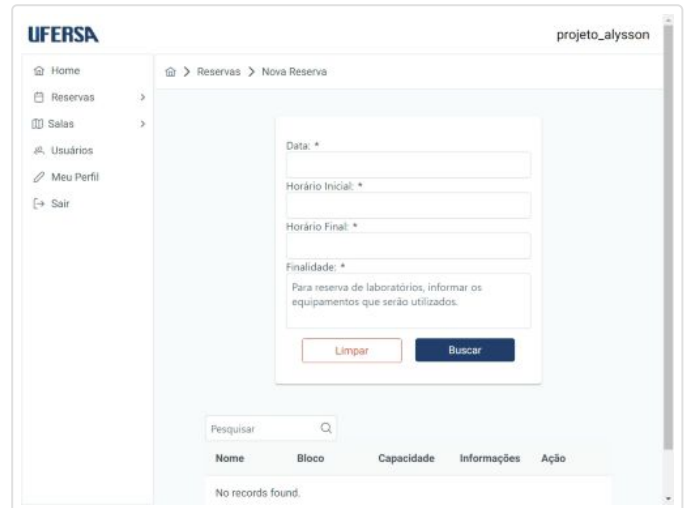 UFERSA
projeto_alysson
Home
Reservas
Salas
Usuários
Meu Perfil
Sair
Reservas > Nova Reserva
Data: *
Horário Inicial: *
Horário Final: *
Finalidade: *
Para reserva de laboratórios, informar os
equipamentos que serão utilizados.
Limpar Buscar
Pesquisar
Nome Bloco Capacidade Informações Ação
No records found.